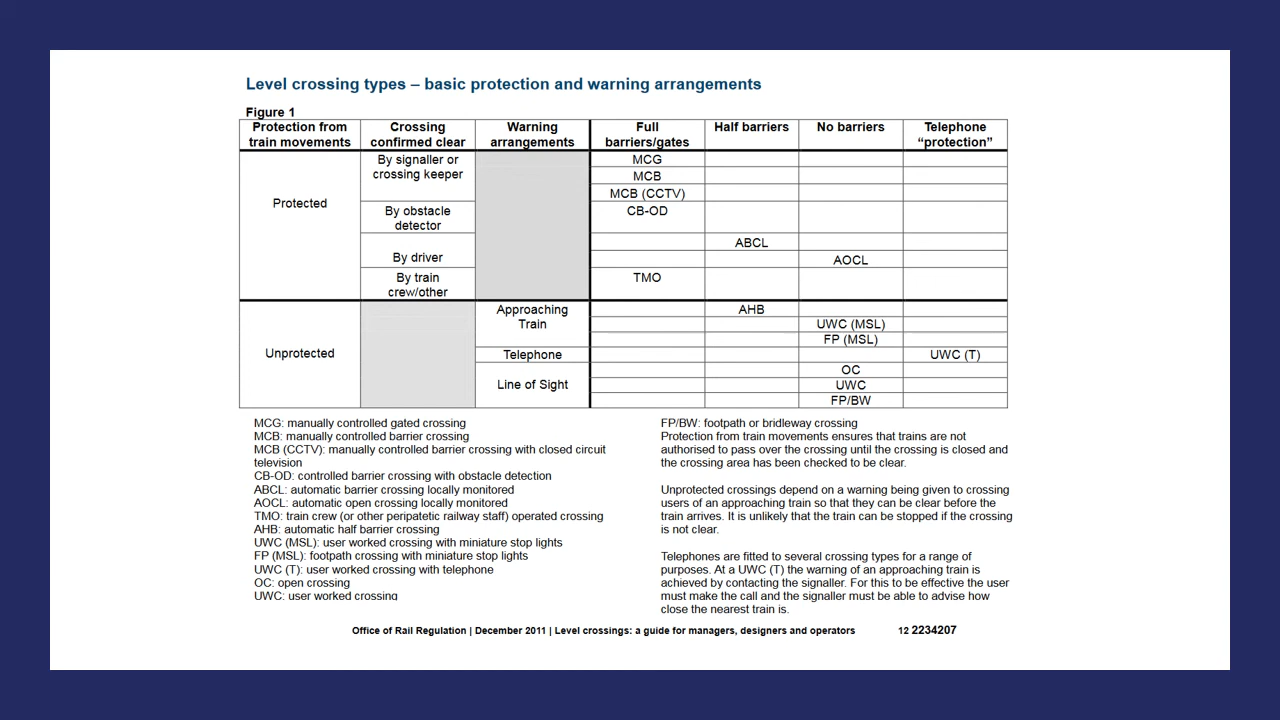 Level crossing types – basic protection and warning arrangements
Figure 1
Protection from train movements | Crossing confirmed clear | Warning arrangements | Full barriers/gates | Half barriers | No barriers | Telephone “protection”
Protected | By signaller or crossing keeper | MCG
MCB
MCB (CCTV)
By obstacle detector | CB-OD
By driver | ABCL
AOCL
By train crew/other | TMO
Unprotected | Approaching Train | AHB
UWC (MSL)
FP (MSL)
Telephone | UWC (T)
Line of Sight | OC
UWC
FP/BW
MCG: manually controlled gated crossing
MCB: manually controlled barrier crossing
MCB (CCTV): manually controlled barrier crossing with closed circuit
television
CB-OD: controlled barrier crossing with obstacle detection
ABCL: automatic barrier crossing locally monitored
AOCL: automatic open crossing locally monitored
TMO: train crew (or other peripatetic railway staff) operated crossing
AHB: automatic half barrier crossing
UWC (MSL): user worked crossing with miniature stop lights
FP (MSL): footpath crossing with miniature stop lights
UWC (T): user worked crossing with telephone
OC: open crossing
UWC: user worked crossing
FP/BW: footpath or bridleway crossing
Protection from train movements ensures that trains are not
authorised to pass over the crossing until the crossing is closed and
the crossing area has been checked to be clear.
Unprotected crossings depend on a warning being given to crossing
users of an approaching train so that they can be clear before the
train arrives. It is unlikely that the train can be stopped if the crossing
is not clear.
Telephones are fitted to several crossing types for a range of
purposes. At a UWC (T) the warning of an approaching train is
achieved by contacting the signaller. For this to be effective the user
must make the call and the signaller must be able to advise how
close the nearest train is.
Office of Rail Regulation | December 2011 | Level crossings: a guide for managers, designers and operators 12 2234207